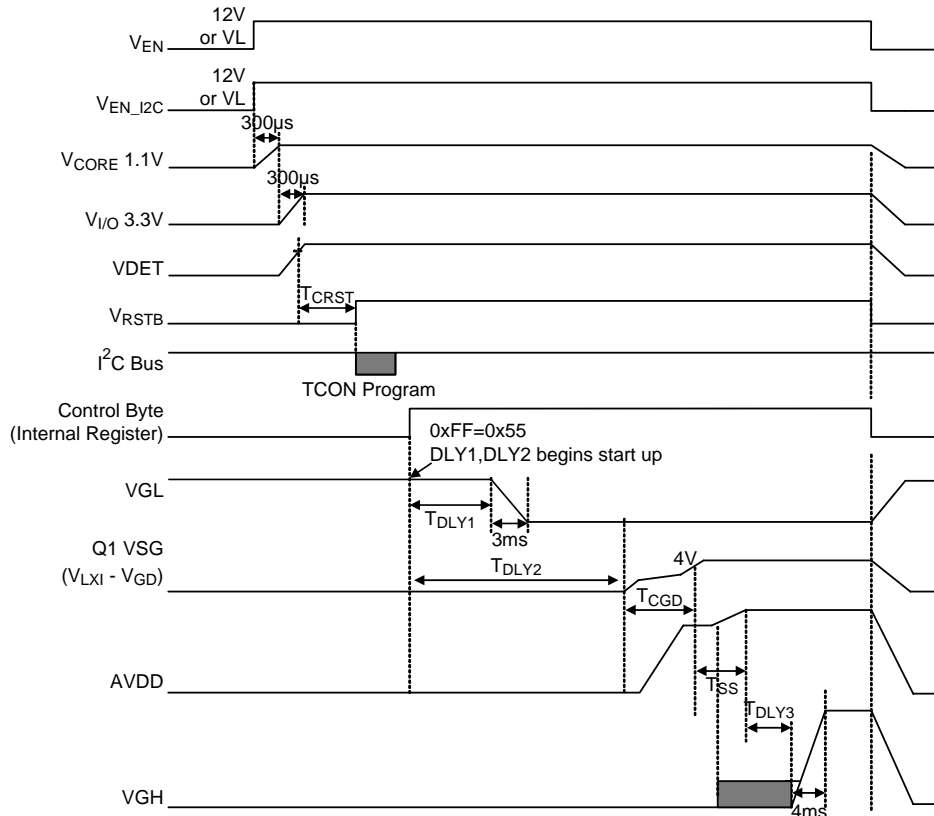 12V
or VL
VEN
12V
or VL
VEN_I2C
300µs
VCORE 1.1V
300µs
VI/O 3.3V
VDET
TCRST
VRSTB
I2C Bus
TCON Program
Control Byte
(Internal Register)
0xFF=0x55
DLY1,DLY2 begins start up
VGL
TDLY1
3ms
Q1 VSG
(VLXI - VGD)
TDLY2
4V
TCGD
AVDD
TSS
TDLY3
VGH
4ms